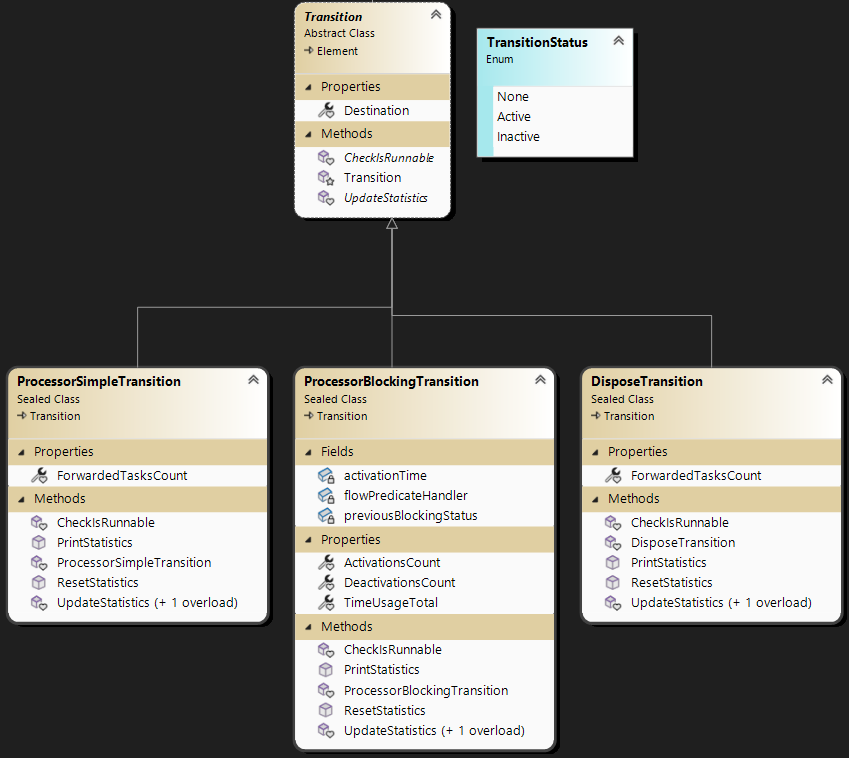 Transition
Abstract Class
Element
Properties
Destination
Methods
CheckIsRunnable
Transition
UpdateStatistics
TransitionStatus
Enum
None
Active
Inactive
ProcessorSimpleTransition
Sealed Class
Transition
Properties
ForwardedTasksCount
Methods
CheckIsRunnable
PrintStatistics
ProcessorSimpleTransition
ResetStatistics
UpdateStatistics (+ 1 overload)
ProcessorBlockingTransition
Sealed Class
Transition
Fields
activationTime
flowPredicateHandler
previousBlockingStatus
Properties
ActivationsCount
DeactivationsCount
TimeUsageTotal
Methods
CheckIsRunnable
PrintStatistics
ProcessorBlockingTransition
ResetStatistics
UpdateStatistics (+ 1 overload)
DisposeTransition
Sealed Class
Transition
Properties
ForwardedTasksCount
Methods
CheckIsRunnable
DisposeTransition
PrintStatistics
ResetStatistics
UpdateStatistics (+ 1 overload)